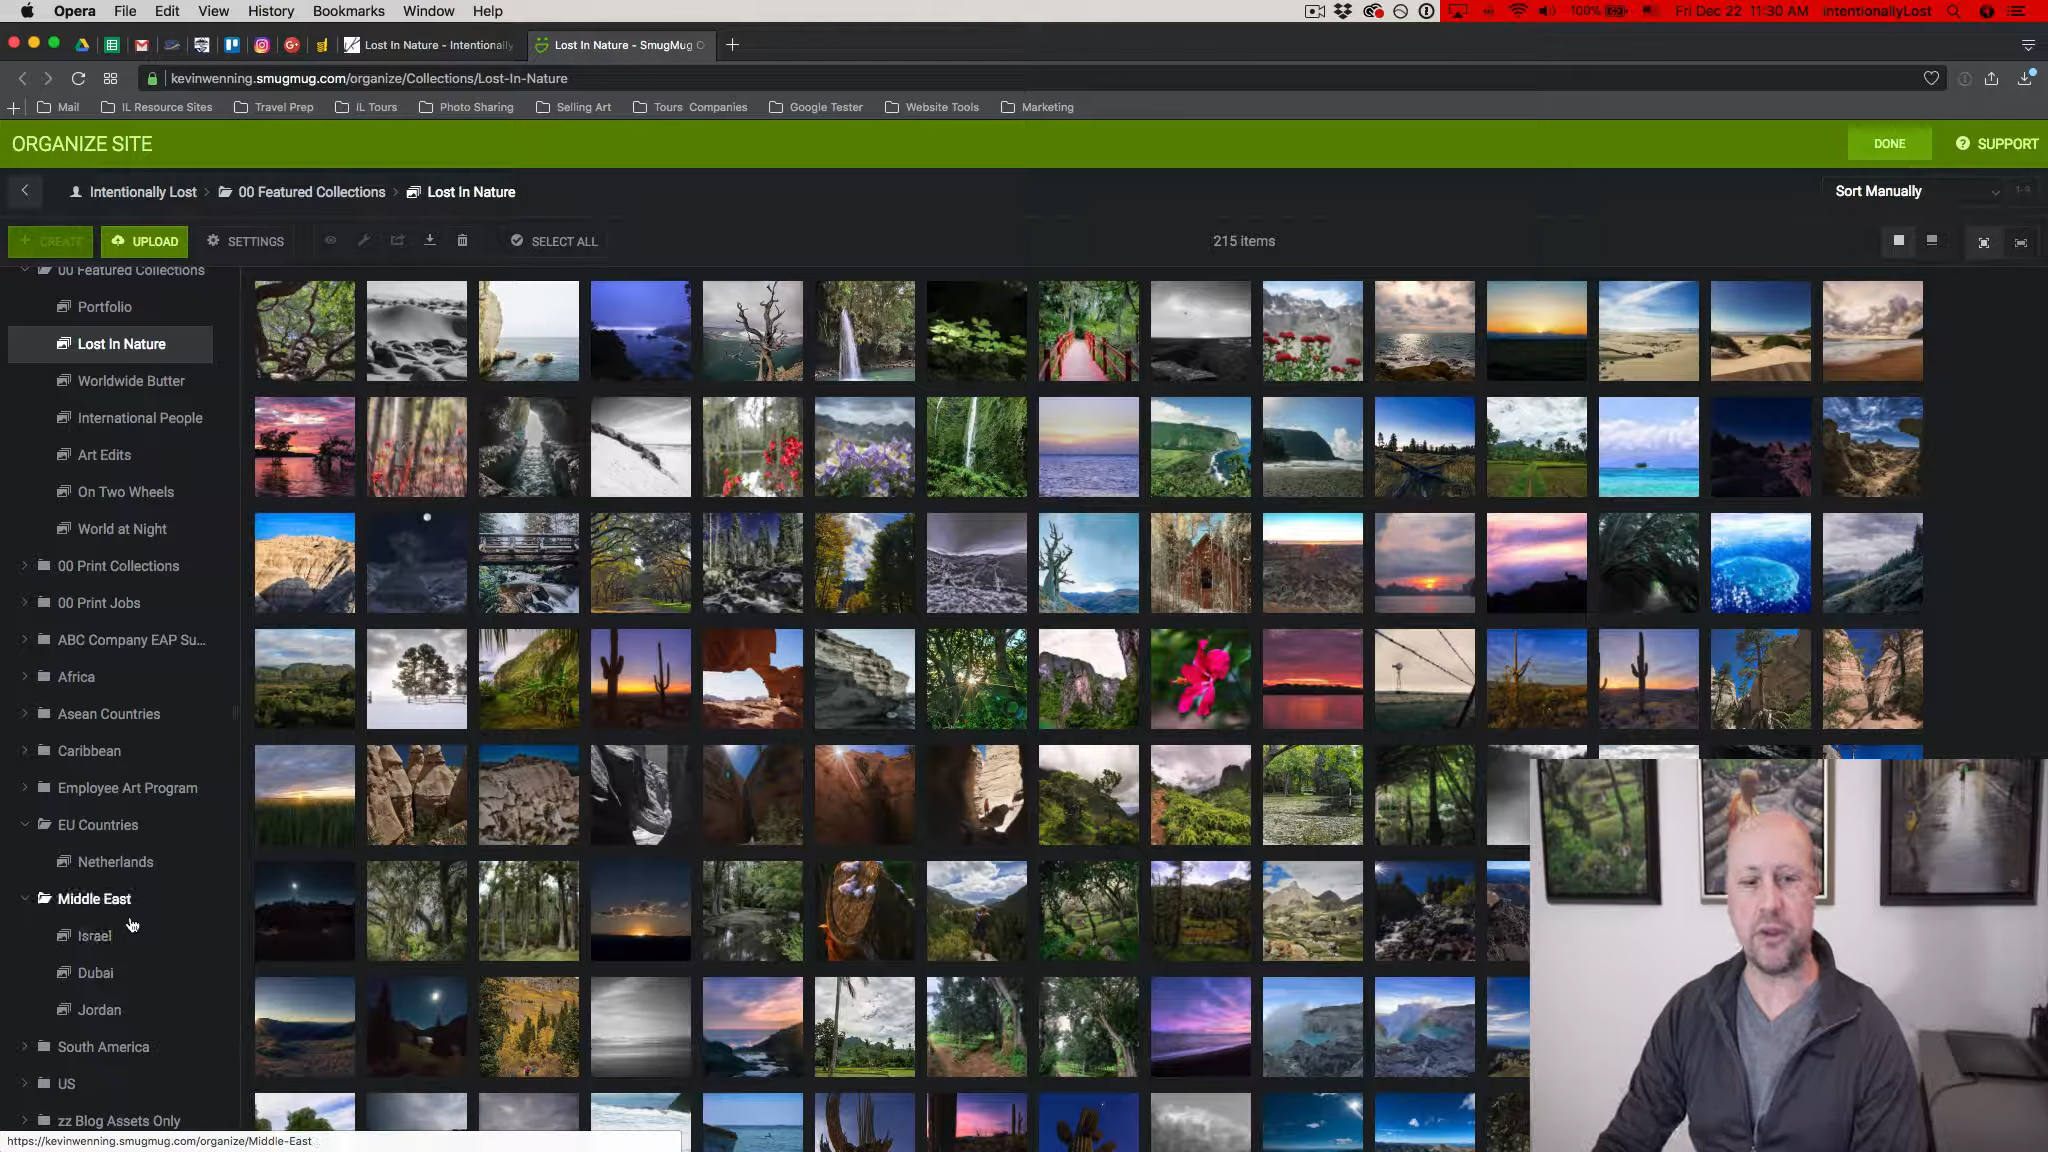 Opera File Edit View History Bookmarks Window Help
100% Fri Dec 22 11:30 AM intentionallyLost
Lost In Nature - Intentionally
Lost In Nature - SmugMug O
kevinwenning.smugmug.com/organize/Collections/Lost-In-Nature
Mail IL Resource Sites Travel Prep IL Tours Photo Sharing Selling Art Tours Companies Google Tester Website Tools Marketing
ORGANIZE SITE
DONE
SUPPORT
Intentionally Lost > 00 Featured Collections > Lost In Nature
Sort Manually
+ CREATE
UPLOAD
SETTINGS
SELECT ALL
215 items
00 Featured Collections
Portfolio
Lost In Nature
Worldwide Butter
International People
Art Edits
On Two Wheels
World at Night
00 Print Collections
00 Print Jobs
ABC Company EAP Su...
Africa
Asean Countries
Caribbean
Employee Art Program
EU Countries
Netherlands
Middle East
Israel
Dubai
Jordan
South America
US
zz Blog Assets Only
https://kevinwenning.smugmug.com/organize/Middle-East